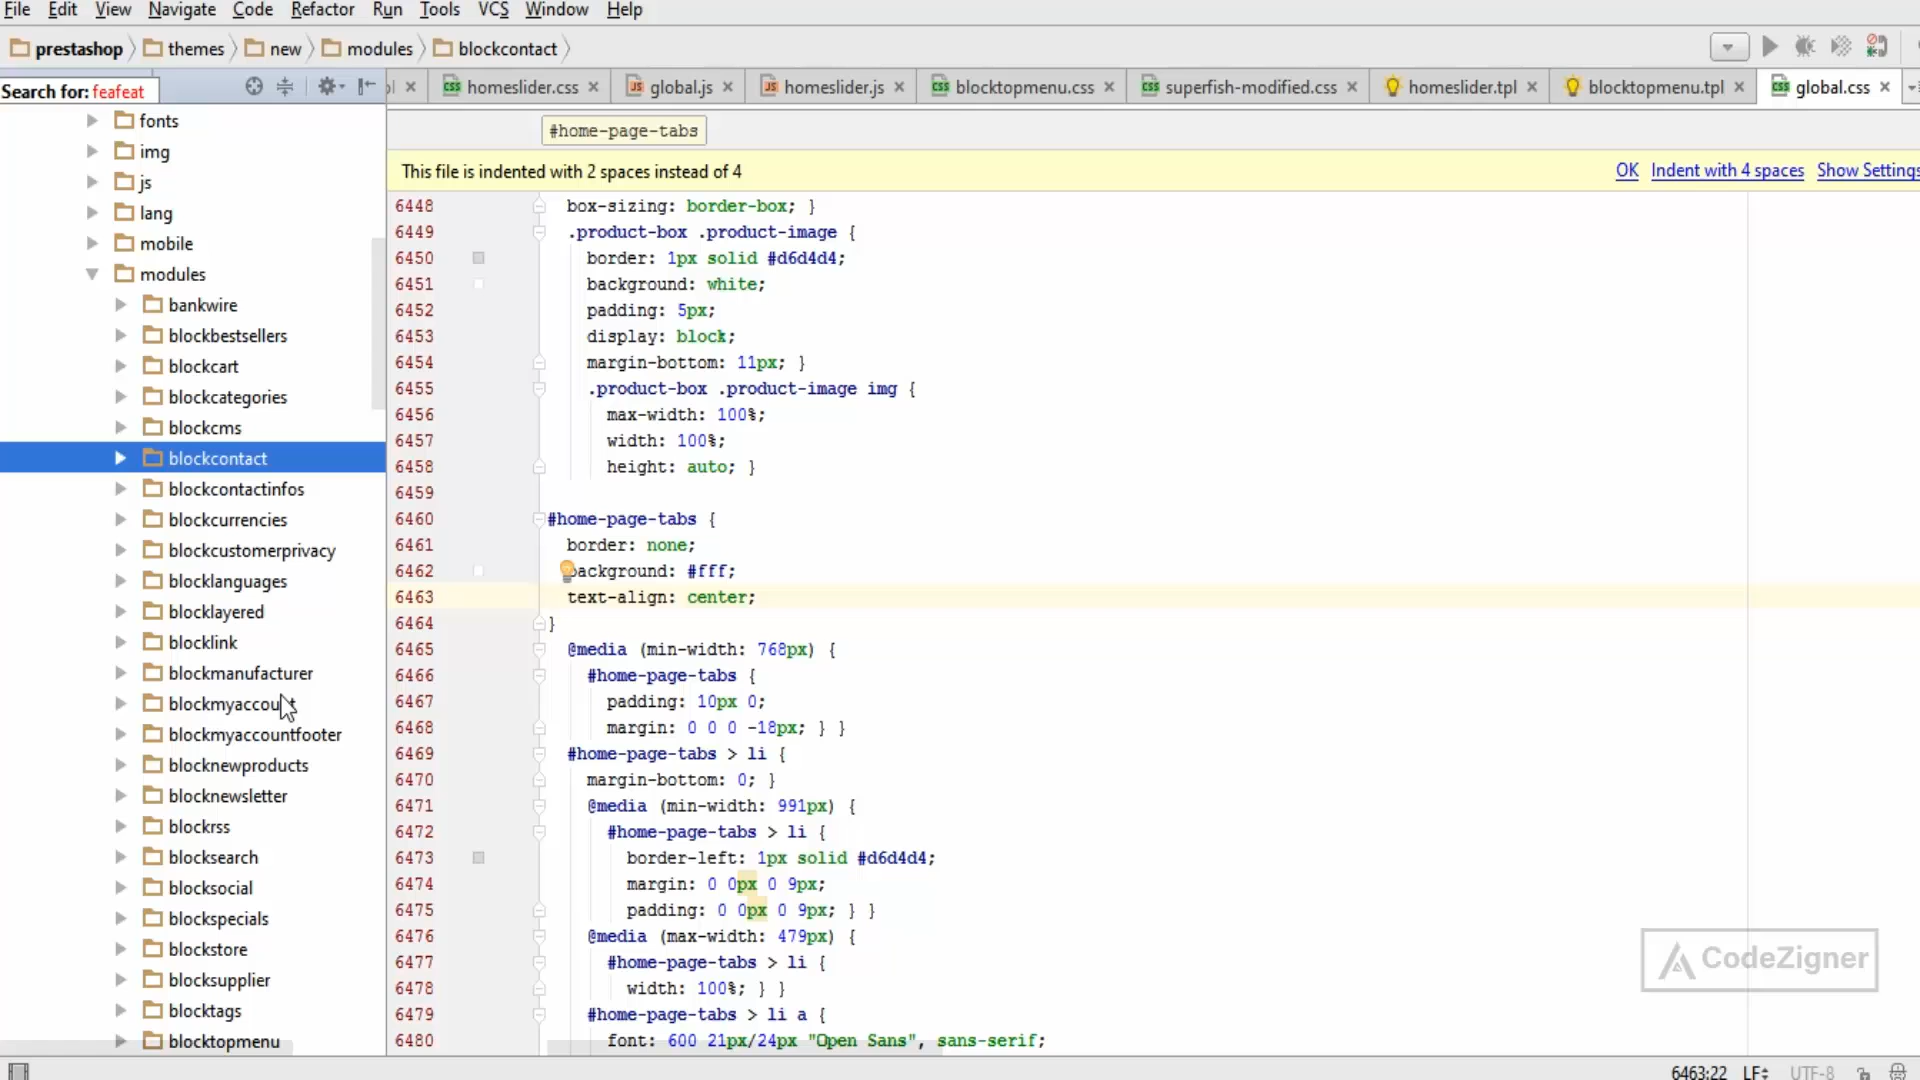 File Edit View Navigate Code Refactor Run Tools VCS Window Help
prestashop themes new modules blockcontact
Search for: feafeat
homeslider.css global.js homeslider.js blocktopmenu.css superfish-modified.css homeslider.tpl blocktopmenu.tpl global.css
#home-page-tabs
This file is indented with 2 spaces instead of 4 OK Indent with 4 spaces Show Settings
fonts
img
js
lang
mobile
modules
bankwire
blockbestsellers
blockcart
blockcategories
blockcms
blockcontact
blockcontactinfos
blockcurrencies
blockcustomerprivacy
blocklanguages
blocklayered
blocklink
blockmanufacturer
blockmyaccount
blockmyaccountfooter
blocknewproducts
blocknewsletter
blockrss
blocksearch
blocksocial
blockspecials
blockstore
blocksupplier
blocktags
blocktopmenu
6448 box-sizing: border-box; }
6449 .product-box .product-image {
6450 border: 1px solid #d6d4d4;
6451 background: white;
6452 padding: 5px;
6453 display: block;
6454 margin-bottom: 11px; }
6455 .product-box .product-image img {
6456 max-width: 100%;
6457 width: 100%;
6458 height: auto; }
6459
6460 #home-page-tabs {
6461 border: none;
6462 background: #fff;
6463 text-align: center;
6464 }
6465 @media (min-width: 768px) {
6466 #home-page-tabs {
6467 padding: 10px 0;
6468 margin: 0 0 0 -18px; } }
6469 #home-page-tabs > li {
6470 margin-bottom: 0; }
6471 @media (min-width: 991px) {
6472 #home-page-tabs > li {
6473 border-left: 1px solid #d6d4d4;
6474 margin: 0 0px 0 9px;
6475 padding: 0 0px 0 9px; } }
6476 @media (max-width: 479px) {
6477 #home-page-tabs > li {
6478 width: 100%; } }
6479 #home-page-tabs > li a {
6480 font: 600 21px/24px "Open Sans", sans-serif;
CodeZigner
6463:22 LF UTF-8